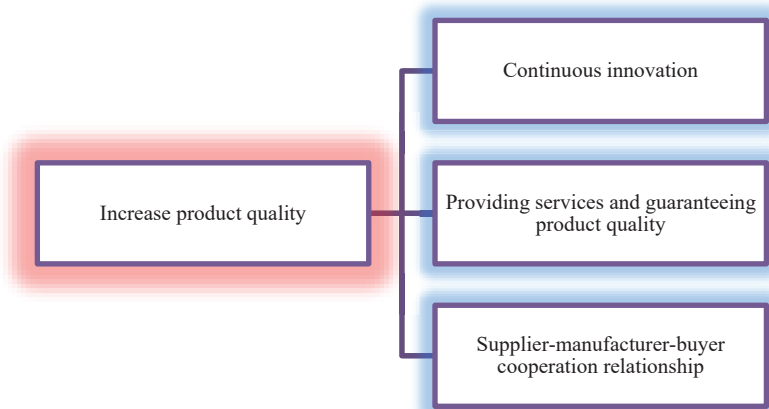 Continuous innovation
Increase product quality
Providing services and guaranteeing
product quality
Supplier-manufacturer-buyer
cooperation relationship